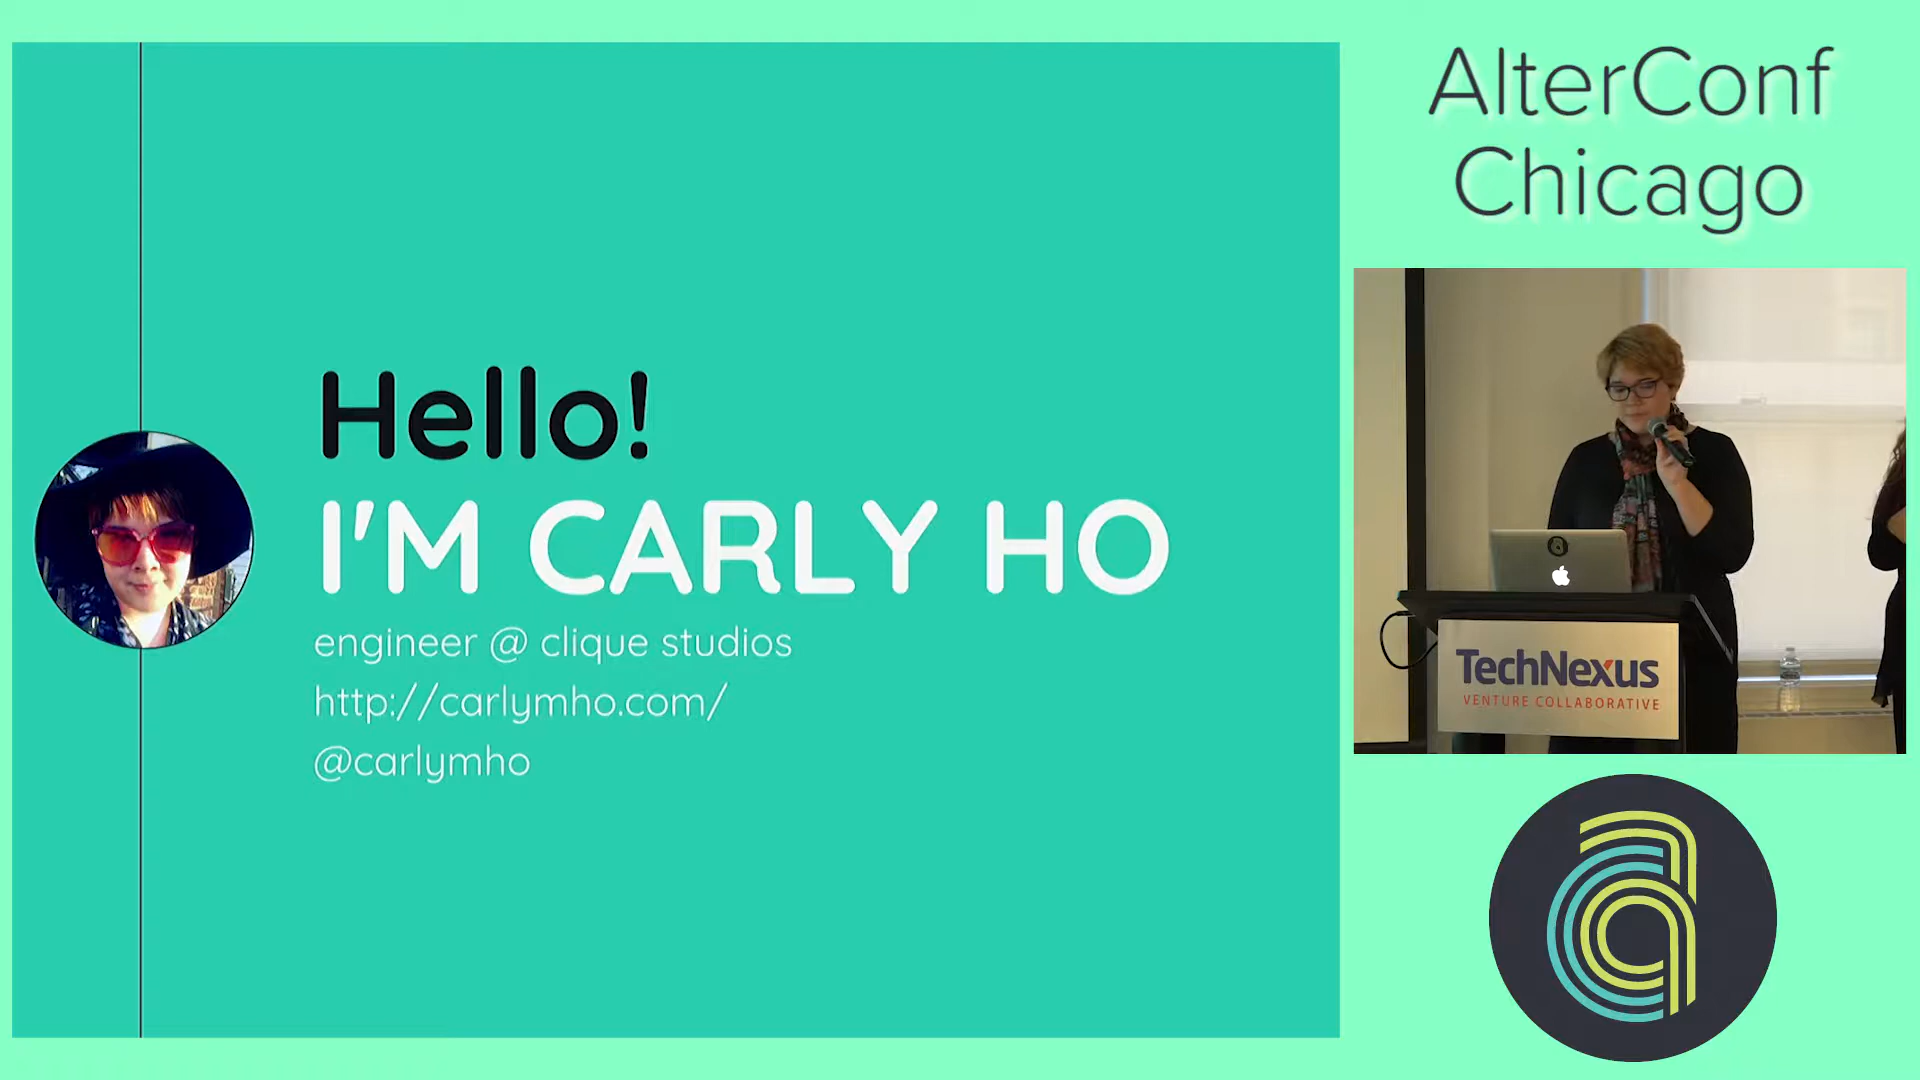 Hello!
I'M CARLY HO
engineer @ clique studios
http://carlymho.com/
@carlymho
AlterConf
Chicago
TechNexus
VENTURE COLLABORATIVE